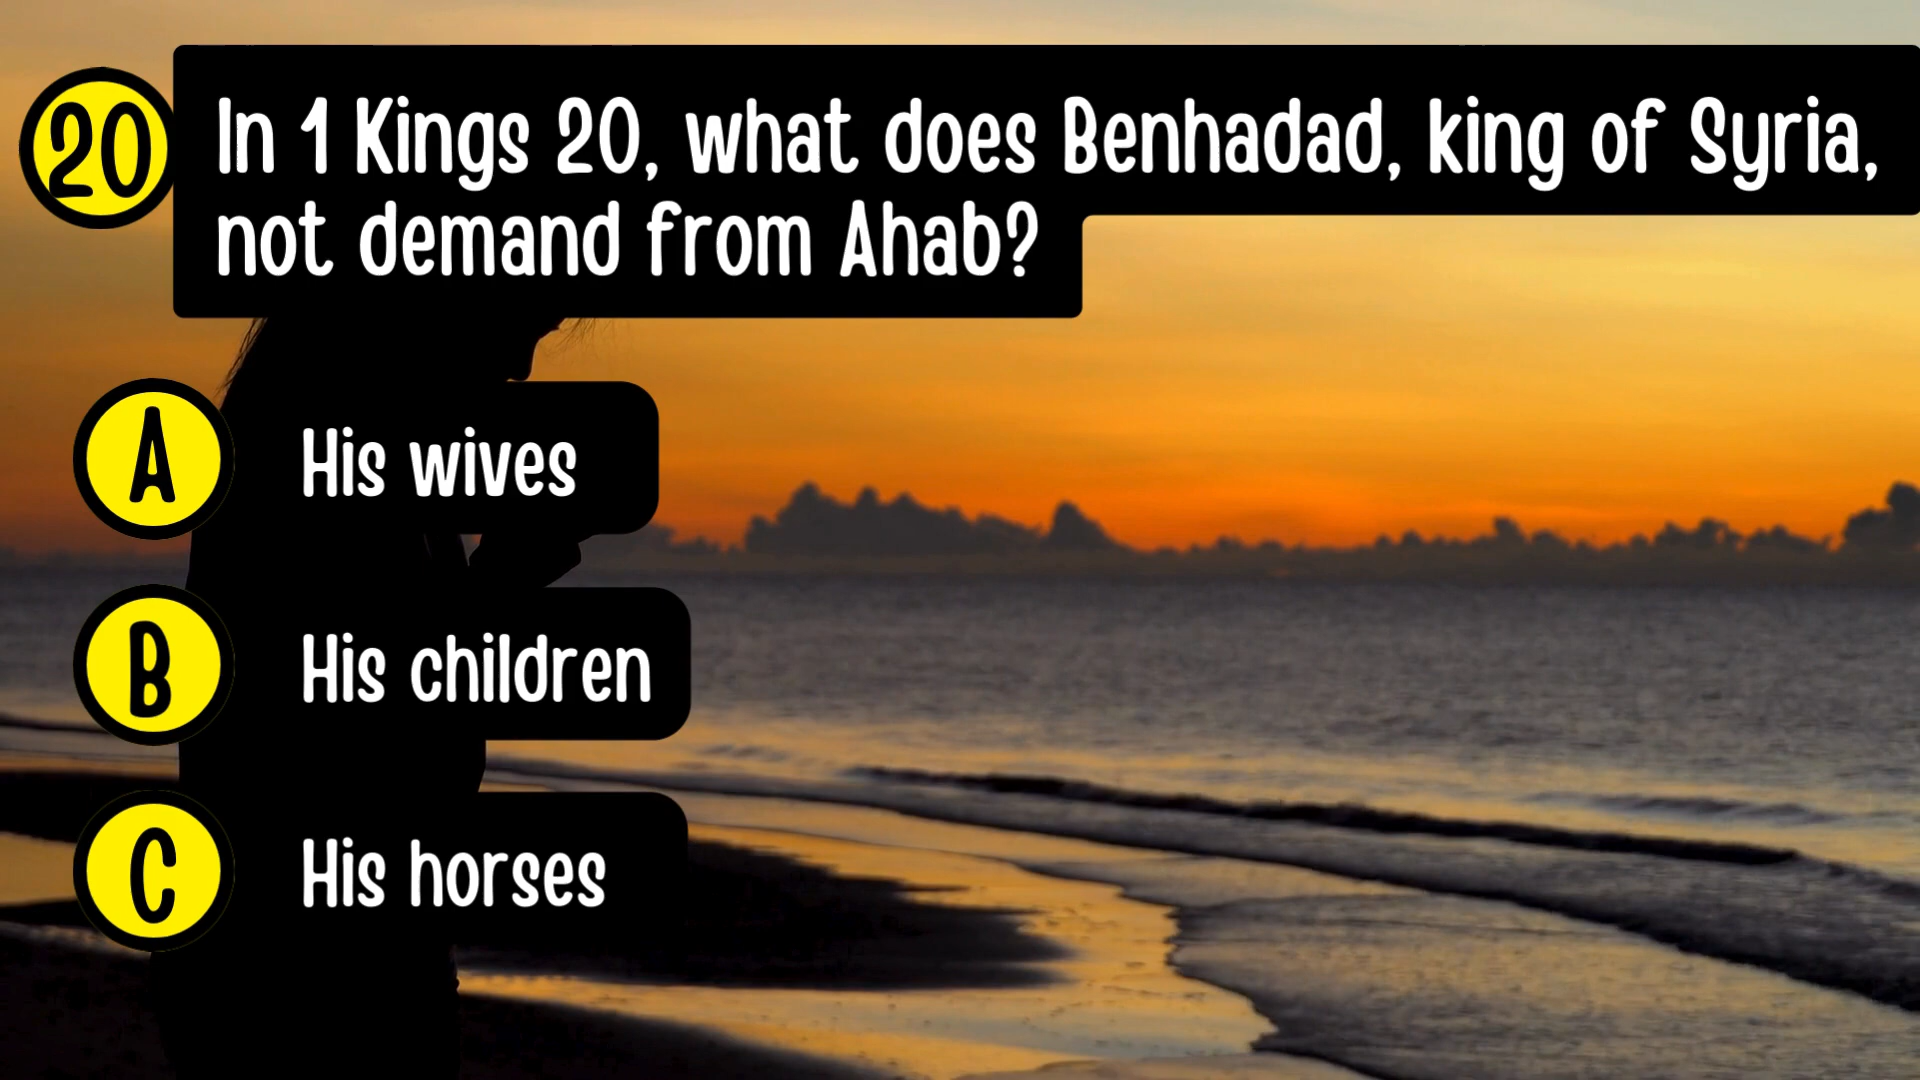 20
In 1 Kings 20, what does Benhadad, king of Syria,
not demand from Ahab?
A
His wives
B
His children
C
His horses